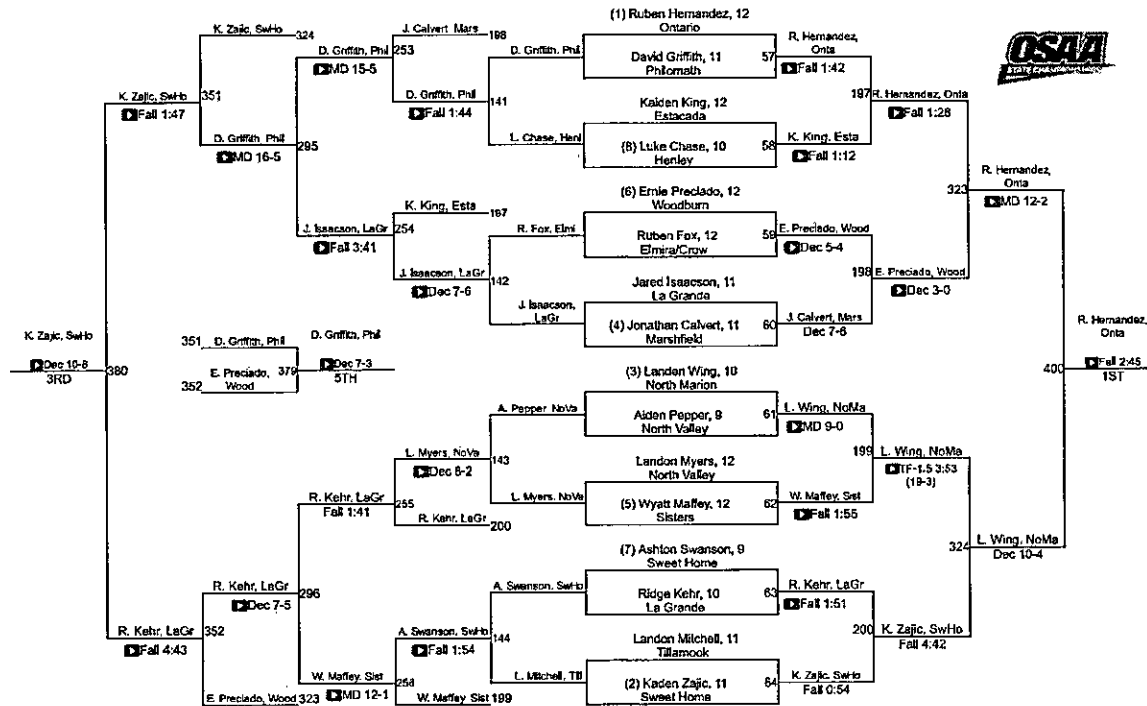 (1) Ruben Hernandez, 12
Ontario
David Griffith, 11
Philomath
57
Kaiden King, 12
Estacada
(8) Luke Chase, 10
Henley
58
(6) Ernie Preciado, 12
Woodburn
Ruben Fox, 12
Elmira/Crow
59
Jared Isaacson, 11
La Grande
(4) Jonathan Calvert, 11
Marshfield
60
(3) Landen Wing, 10
North Marion
Aiden Pepper, 9
North Valley
61
Landon Myers, 12
North Valley
(5) Wyatt Maffey, 12
Sisters
62
(7) Ashton Swanson, 9
Sweet Home
Ridge Kehr, 10
La Grande
63
Landon Mitchell, 11
Tillamook
(2) Kaden Zajic, 11
Sweet Home
64
R. Hernandez,
Onta
Fall 1:42
K. King, Esta
Fall 1:12
E. Preciado, Wood
Dec 5-4
J. Calvert, Mars
Dec 7-6
L. Wing, NoMa
MD 9-0
W. Maffey, Sist
Fall 1:55
R. Kehr, LaGr
Fall 1:51
K. Zajic, SwHo
Fall 0:54
197
R. Hernandez, Onta
Fall 1:28
198
E. Preciado, Wood
Dec 3-0
199
L. Wing, NoMa
TF-1.5 3:53
(19-3)
200
K. Zajic, SwHo
Fall 4:42
323
R. Hernandez,
Onta
MD 12-2
324
L. Wing, NoMa
Dec 10-4
400
R. Hernandez,
Onta
Fall 2:45
1ST
OSAA
D. Griffith, Phil
L. Chase, Henl
141
R. Fox, Elmi
J. Isaacson,
LaGr
142
A. Pepper, NoVa
L. Myers, NoVa
143
A. Swanson, SwHo
L. Mitchell, Till
144
J. Calvert, Mars
198
D. Griffith, Phil
Fall 1:44
253
K. King, Esta
197
J. Isaacson, LaGr
Dec 7-6
254
L. Myers, NoVa
Dec 6-2
R. Kehr, LaGr
200
255
A. Swanson, SwHo
Fall 1:54
W. Maffey, Sist
199
256
D. Griffith, Phil
MD 15-5
J. Isaacson, LaGr
Fall 3:41
295
R. Kehr, LaGr
Fall 1:41
W. Maffey, Sist
MD 12-1
296
K. Zajic, SwHo
324
D. Griffith, Phil
MD 16-5
351
R. Kehr, LaGr
Dec 7-5
E. Preciado, Wood
323
352
K. Zajic, SwHo
Fall 1:47
R. Kehr, LaGr
Fall 4:43
380
K. Zajic, SwHo
3RD
351
D. Griffith, Phil
352
E. Preciado,
Wood
379
D. Griffith, Phil
Dec 7-3
5TH